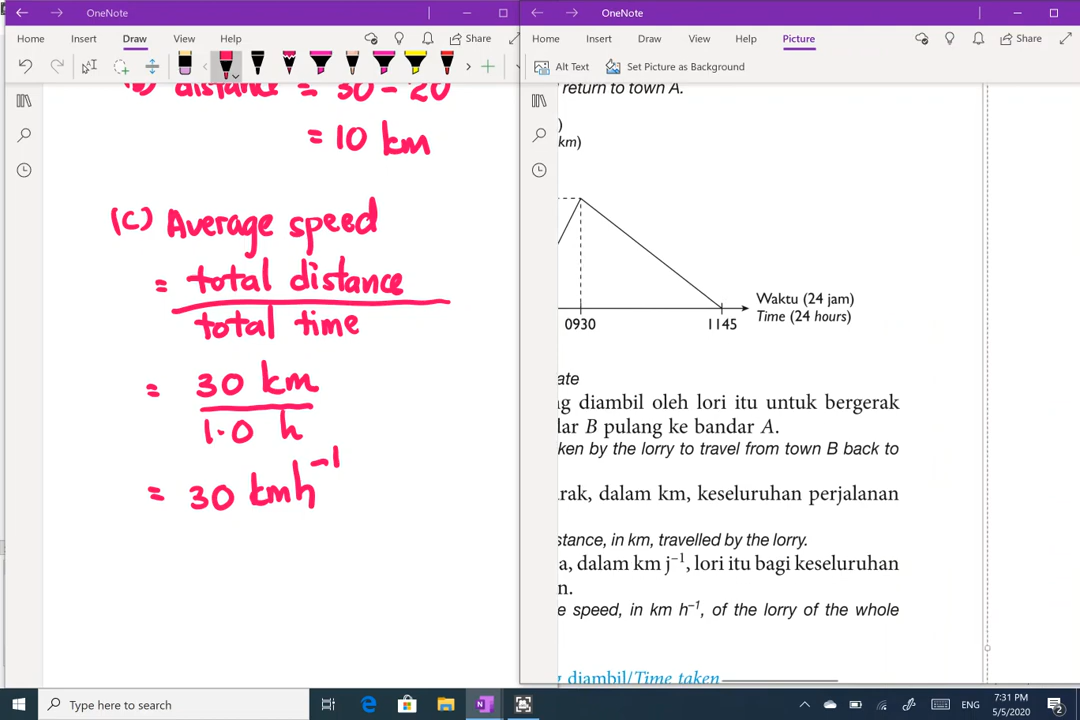 OneNote
OneNote
Home Insert Draw View Help Share
Home Insert Draw View Help Picture Share
Alt Text Set Picture as Background
distance = 30 - 20
= 10 km
(c) Average speed
= total distance
total time
= 30 km
1.0 h
= 30 kmh⁻¹
return to town A.
)
km)
Waktu (24 jam)
Time (24 hours)
0930 1145
ate
ng diambil oleh lori itu untuk bergerak
dar B pulang ke bandar A.
ken by the lorry to travel from town B back to
arak, dalam km, keseluruhan perjalanan
stance, in km, travelled by the lorry.
a, dalam km j⁻¹, lori itu bagi keseluruhan
n.
e speed, in km h⁻¹, of the lorry of the whole
g diambil/Time taken
Type here to search
ENG
7:31 PM
5/5/2020
2